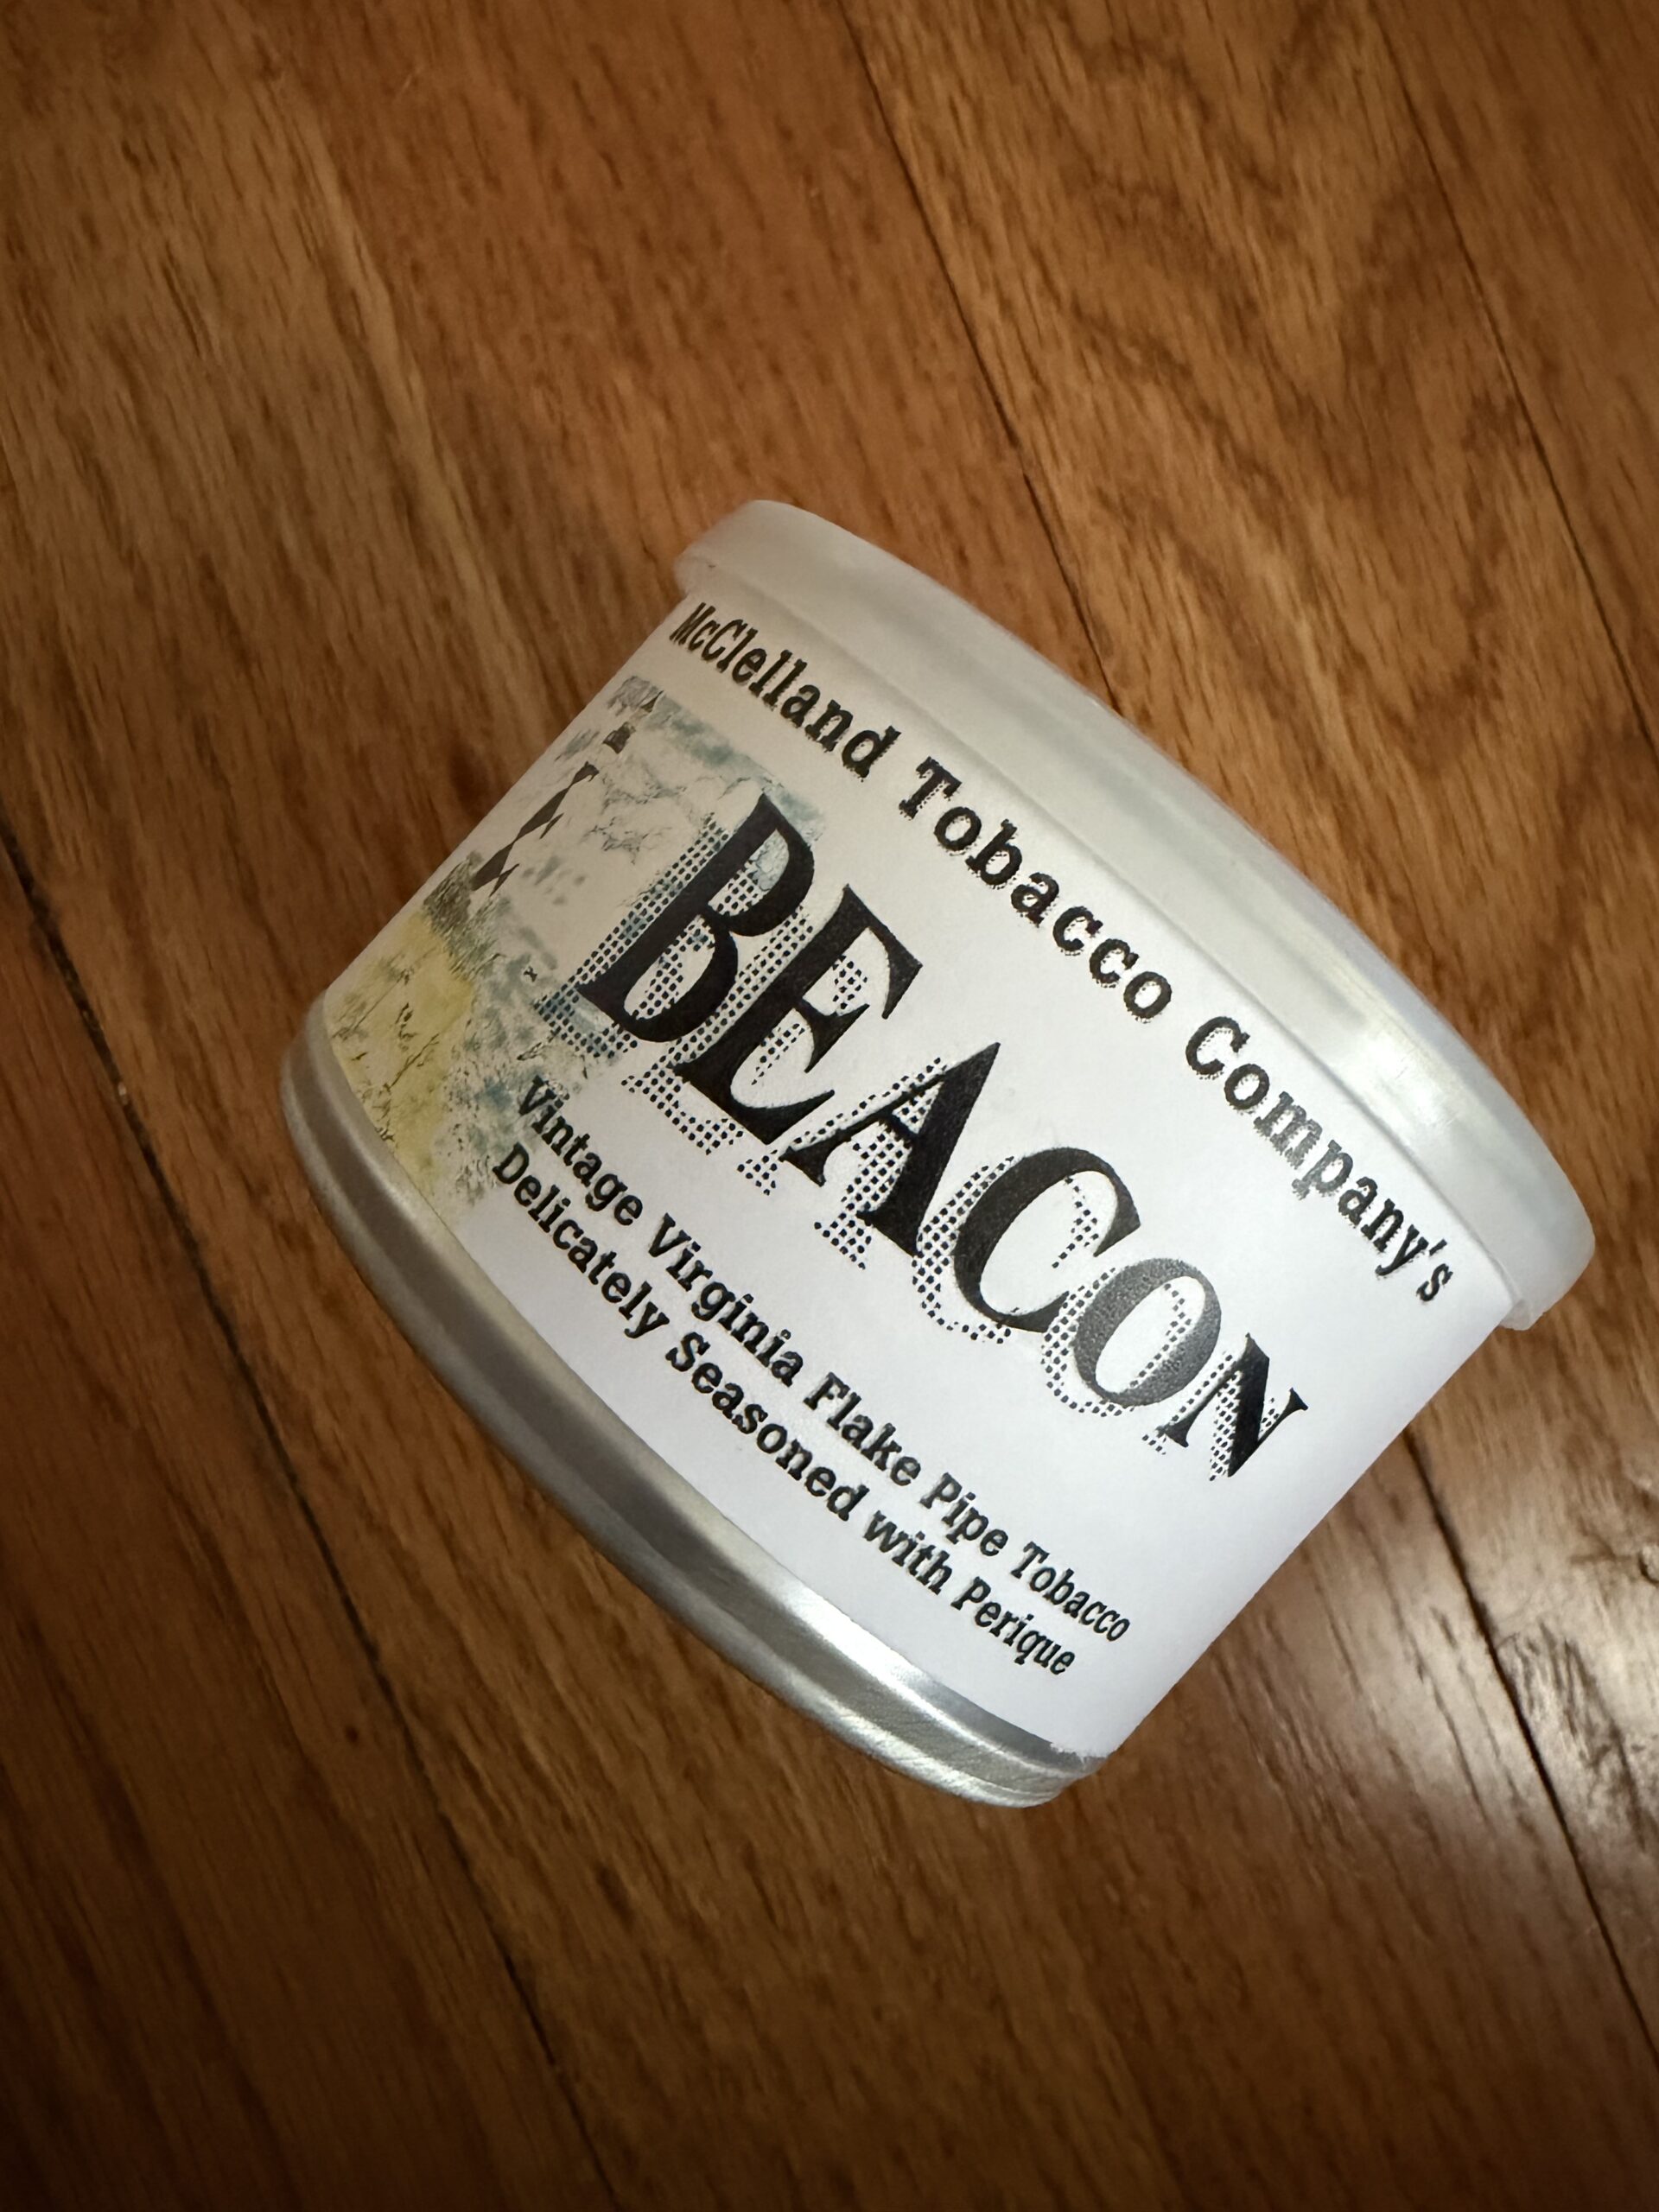 McClelland Tobacco Company's
BEACON
Vintage Virginia Flake Pipe Tobacco
Delicately Seasoned with Perique